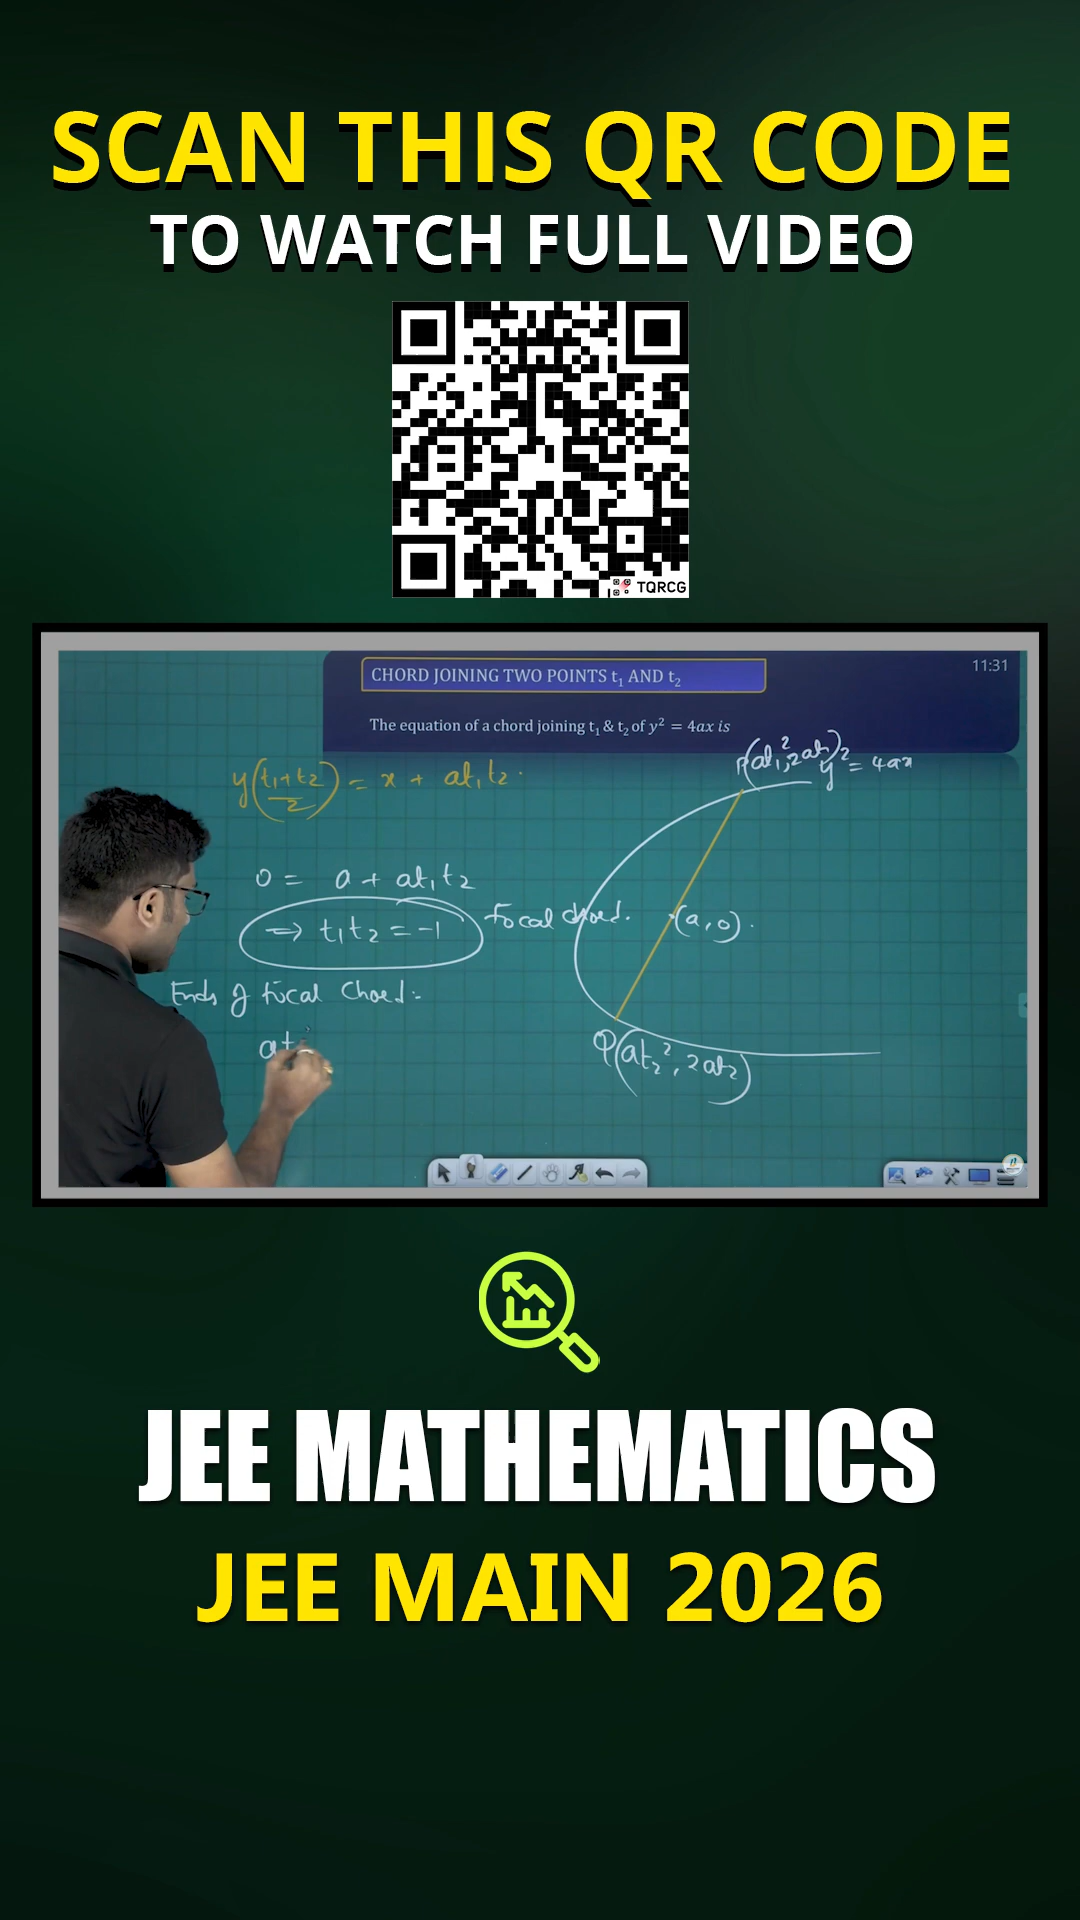 SCAN THIS QR CODE
TO WATCH FULL VIDEO
TQRCG
11:31
CHORD JOINING TWO POINTS t₁ AND t₂
The equation of a chord joining t₁ & t₂ of y² = 4ax is
P(at₁², 2at₁)
y² = 4ax
y((t₁+t₂)/2) = x + at₁t₂.
0 = a + at₁t₂
⇒ t₁t₂ = -1 Focal chord.
(a, 0).
Ends of Focal Chord:-
at
Q(at₂², 2at₂)
JEE MATHEMATICS
JEE MAIN 2026